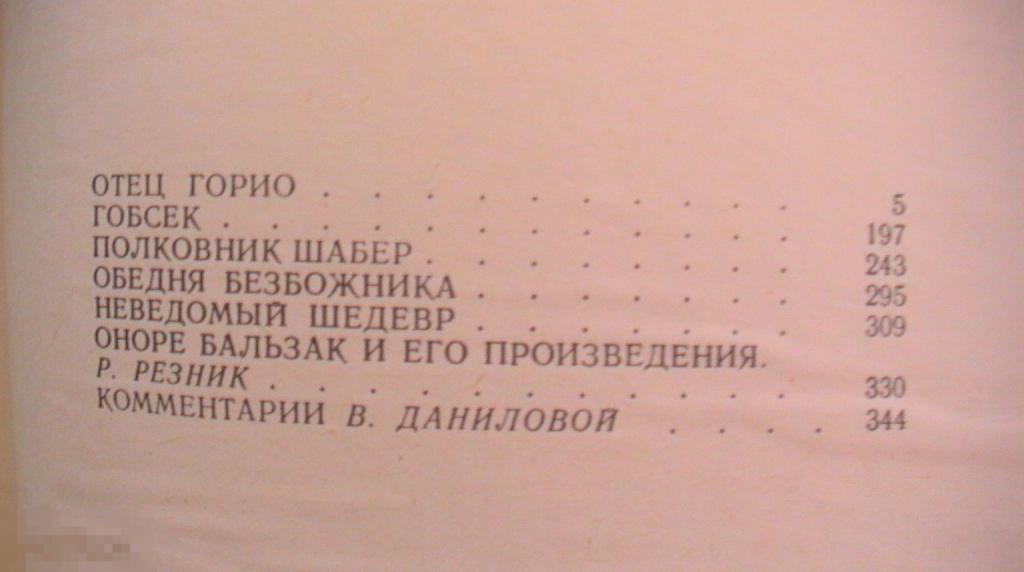 ОТЕЦ ГОРИО . . . . . . . . . . 5
ГОБСЕК . . . . . . . . . . . . 197
ПОЛКОВНИК ШАБЕР . . . . . . . . 243
ОБЕДНЯ БЕЗБОЖНИКА . . . . . . . 295
НЕВЕДОМЫЙ ШЕДЕВР . . . . . . . 309
ОНОРЕ БАЛЬЗАК И ЕГО ПРОИЗВЕДЕНИЯ.
Р. РЕЗНИК . . . . . . . . . . . 330
КОММЕНТАРИИ В. ДАНИЛОВОЙ . . . . 344